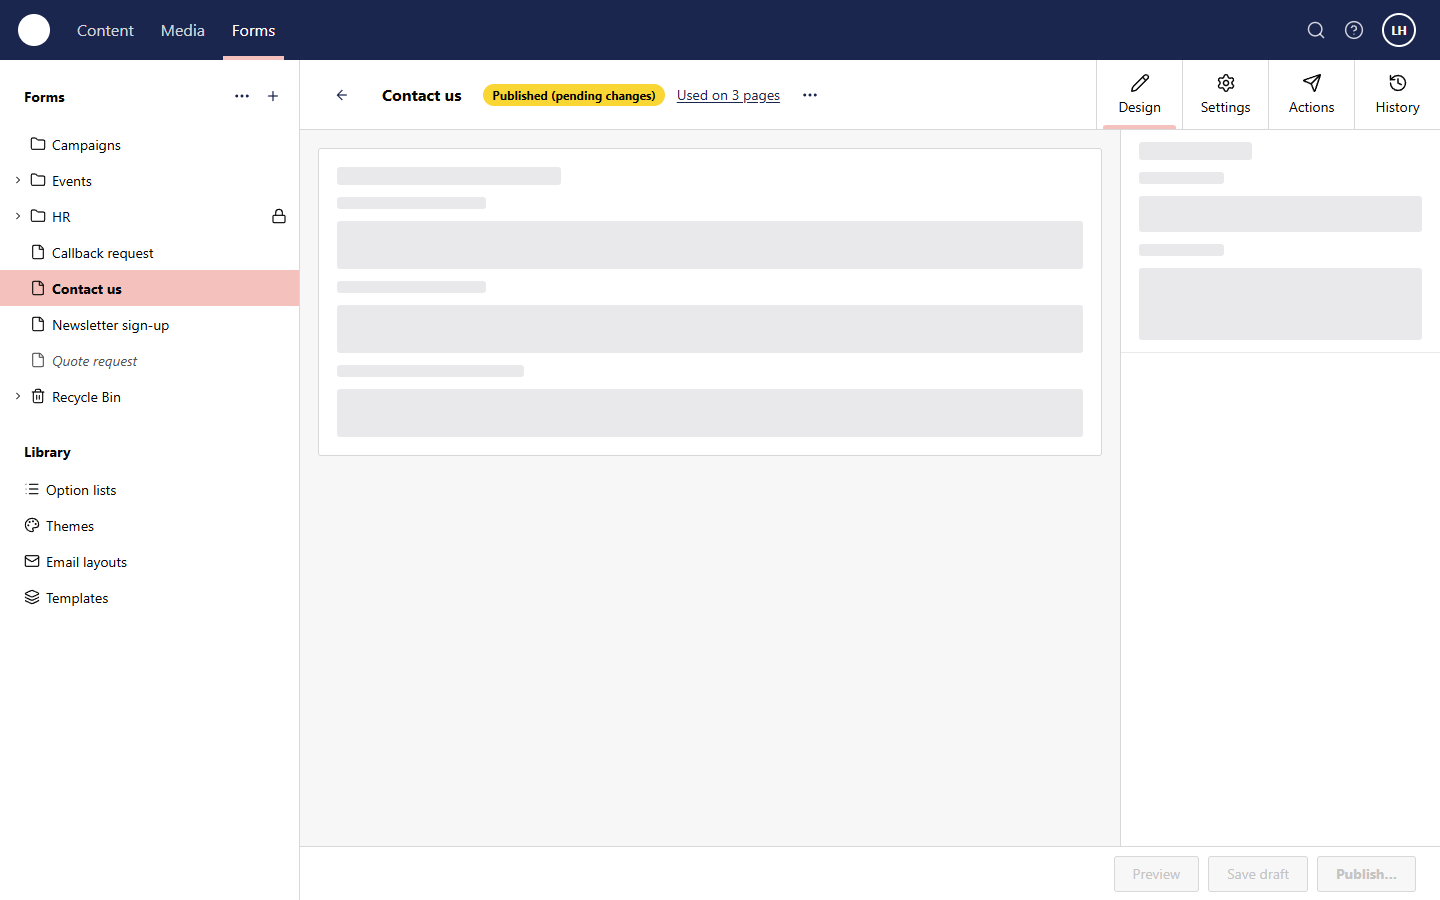 Content Media Forms LH
Forms
Campaigns
Events
HR
Callback request
Contact us
Newsletter sign-up
Quote request
Recycle Bin
Library
Option lists
Themes
Email layouts
Templates
Contact us Published (pending changes) Used on 3 pages
Design Settings Actions History
Preview Save draft Publish...